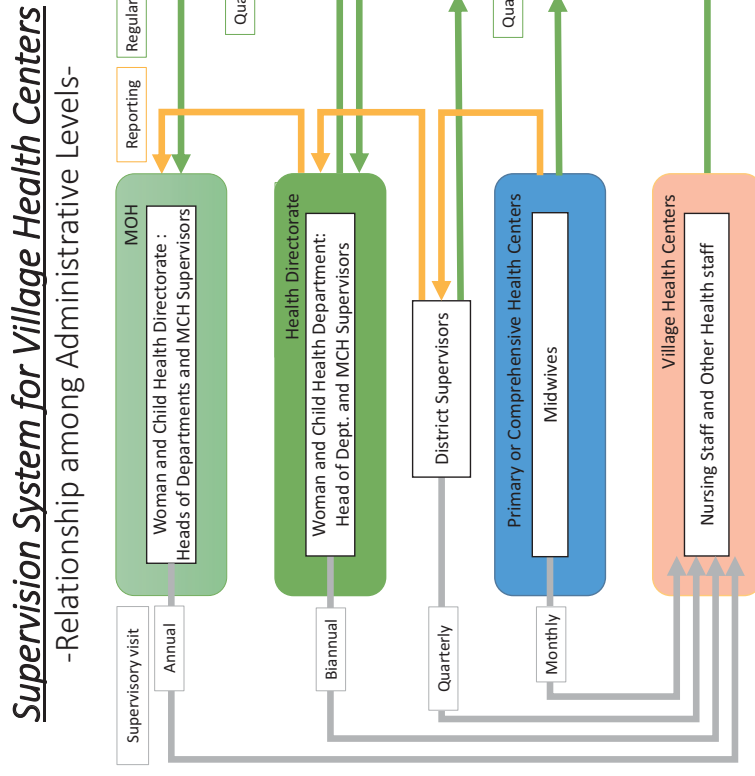 Supervision System for Village Health Centers
-Relationship among Administrative Levels-
Supervisory visit
Reporting
Regular
MOH
Woman and Child Health Directorate :
Heads of Departments and MCH Supervisors
Annual
Qua
Health Directorate
Woman and Child Health Department:
Head of Dept. and MCH Supervisors
Biannual
District Supervisors
Quarterly
Qua
Primary or Comprehensive Health Centers
Midwives
Monthly
Village Health Centers
Nursing Staff and Other Health staff